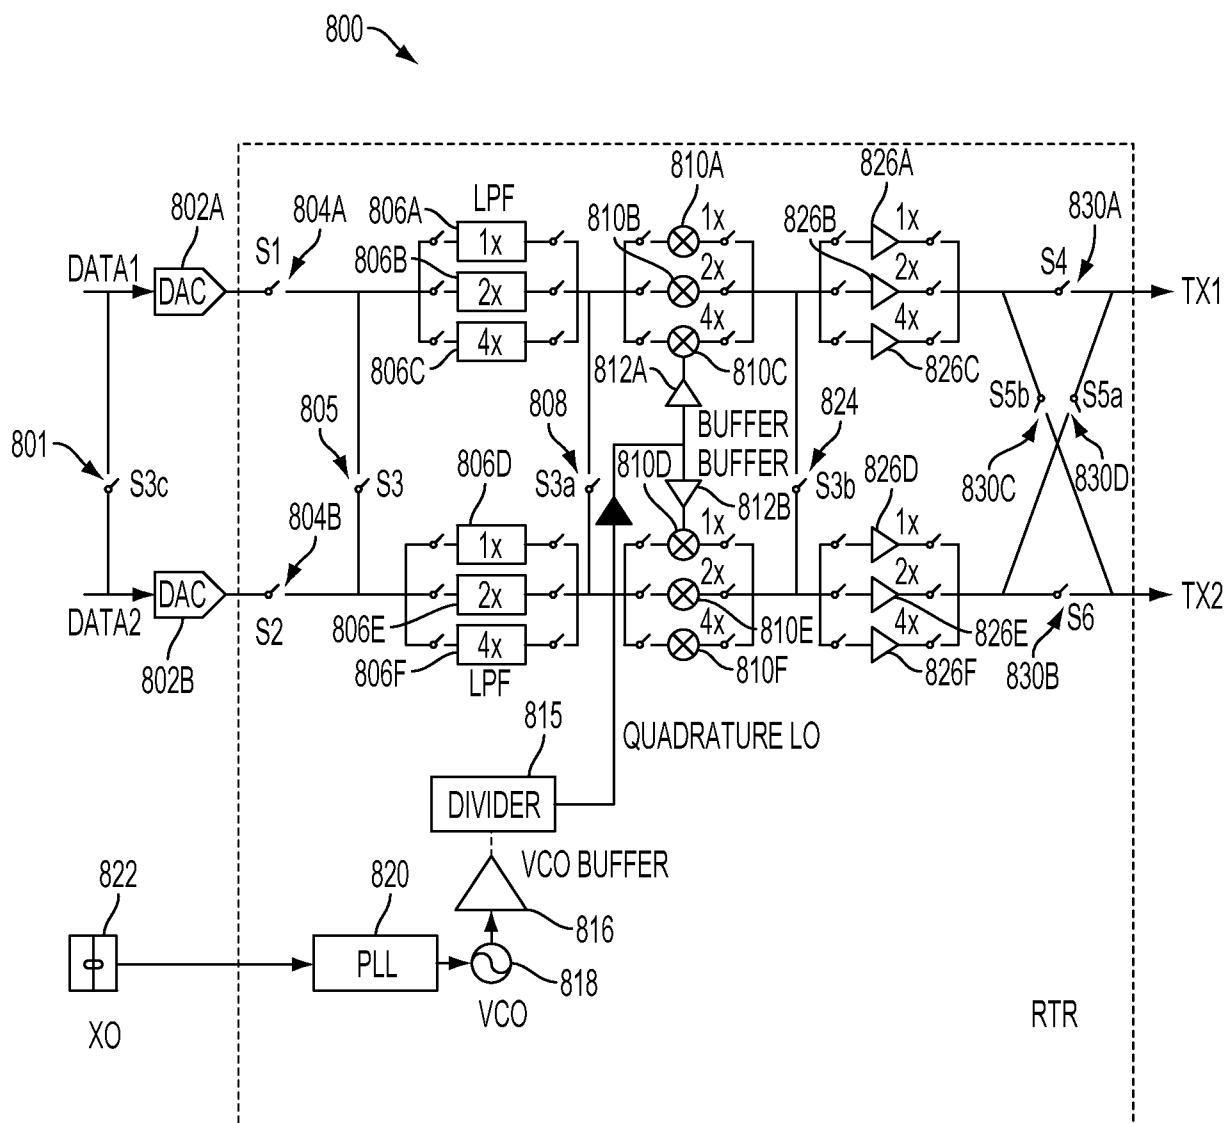 800
810A
826A
802A
804A
806A
LPF
810B
826B
830A
1x
1x
1x
DATA1
DAC
S1
806B
2x
2x
2x
S4
TX1
4x
4x
4x
806C
812A
810C
826C
801
805
808
BUFFER
824
S5b
S5a
S3c
S3
806D
S3a
810D
BUFFER
S3b
826D
830C
830D
804B
812B
1x
1x
1x
DATA2
DAC
S2
806E
2x
2x
2x
810E
826E
S6
TX2
802B
806F
4x
4x
4x
LPF
810F
826F
830B
815
QUADRATURE LO
DIVIDER
822
820
VCO BUFFER
816
PLL
818
XO
VCO
RTR